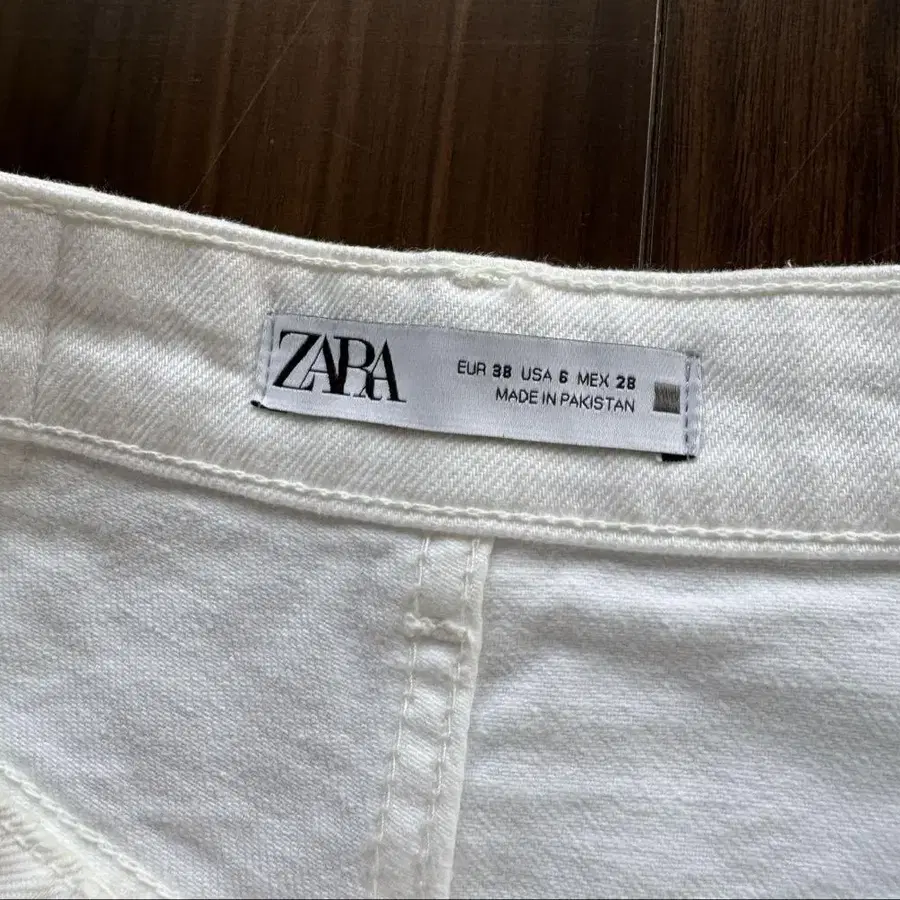 ZARA
EUR 38 USA 6 MEX 28
MADE IN PAKISTAN